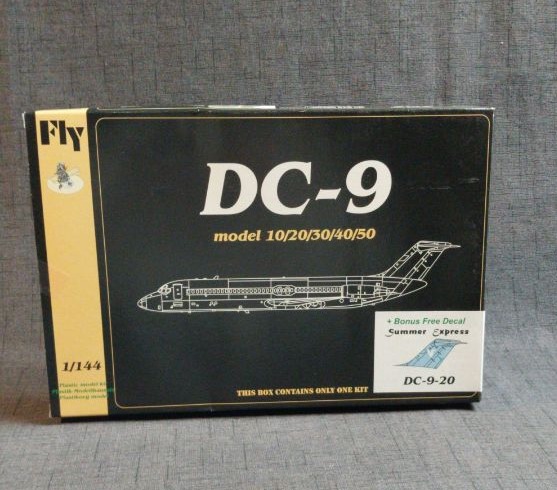 Fly
DC-9
model 10/20/30/40/50
+ Bonus Free Decal
Summer Express
DC-9-20
1/144
Plastic model kit
THIS BOX CONTAINS ONLY ONE KIT